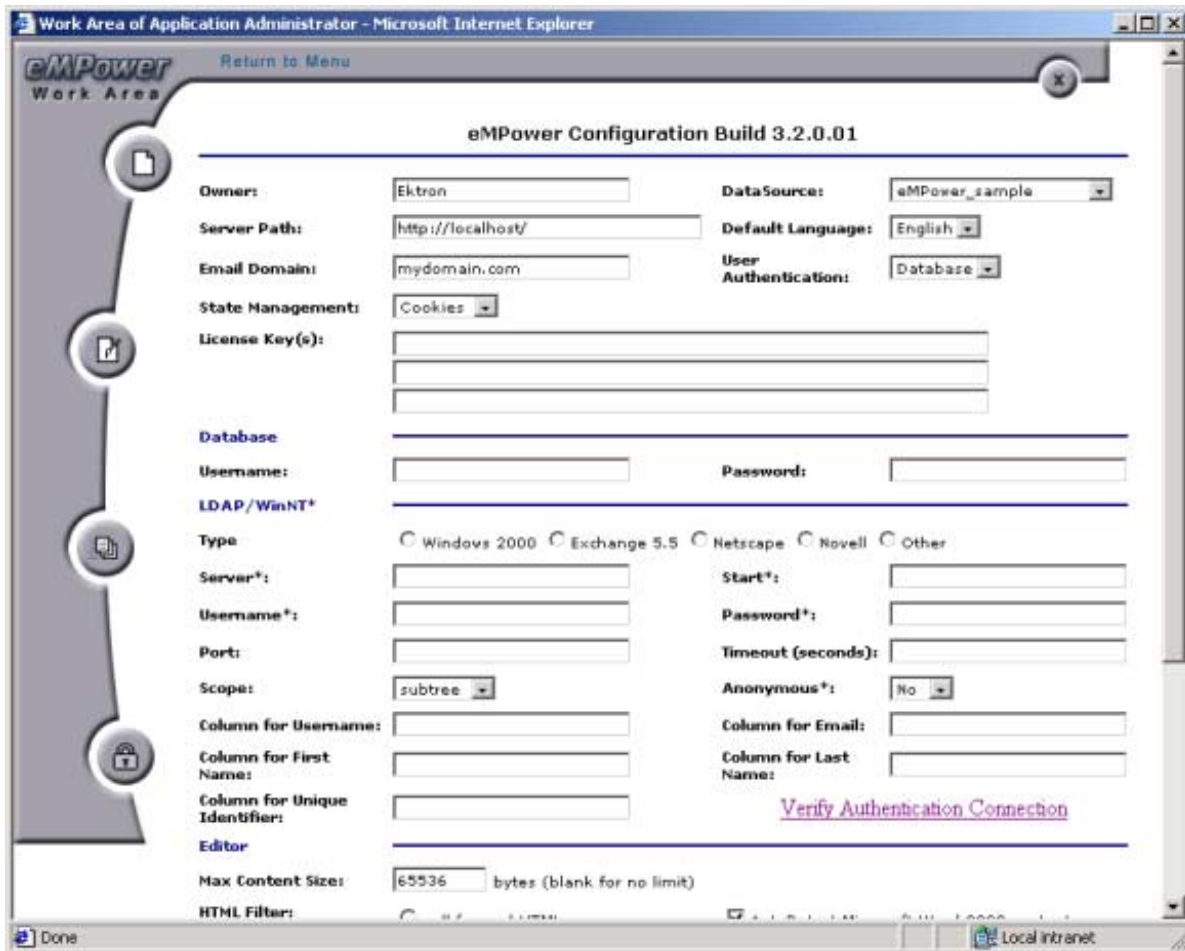 Work Area of Application Administrator - Microsoft Internet Explorer
eMPower
Work Area
Return to Menu
x
eMPower Configuration Build 3.2.0.01
Owner: Ektron DataSource: eMPower_sample
Server Path: http://localhost/ Default Language: English
Email Domain: mydomain.com User Authentication: Database
State Management: Cookies
License Key(s):
Database
Username: Password:
LDAP/WinNT*
Type Windows 2000 Exchange 5.5 Netscape Novell Other
Server*: Start*:
Username*: Password*:
Port: Timeout (seconds):
Scope: subtree Anonymous*: No
Column for Username: Column for Email:
Column for First Name: Column for Last Name:
Column for Unique Identifier: Verify Authentication Connection
Editor
Max Content Size: 65536 bytes (blank for no limit)
HTML Filter:
Done Local intranet